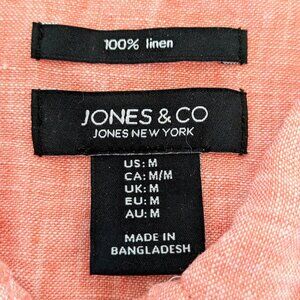 100% linen
JONES & CO
JONES NEW YORK
US: M
CA: M/M
UK: M
EU: M
AU: M
MADE IN
BANGLADESH